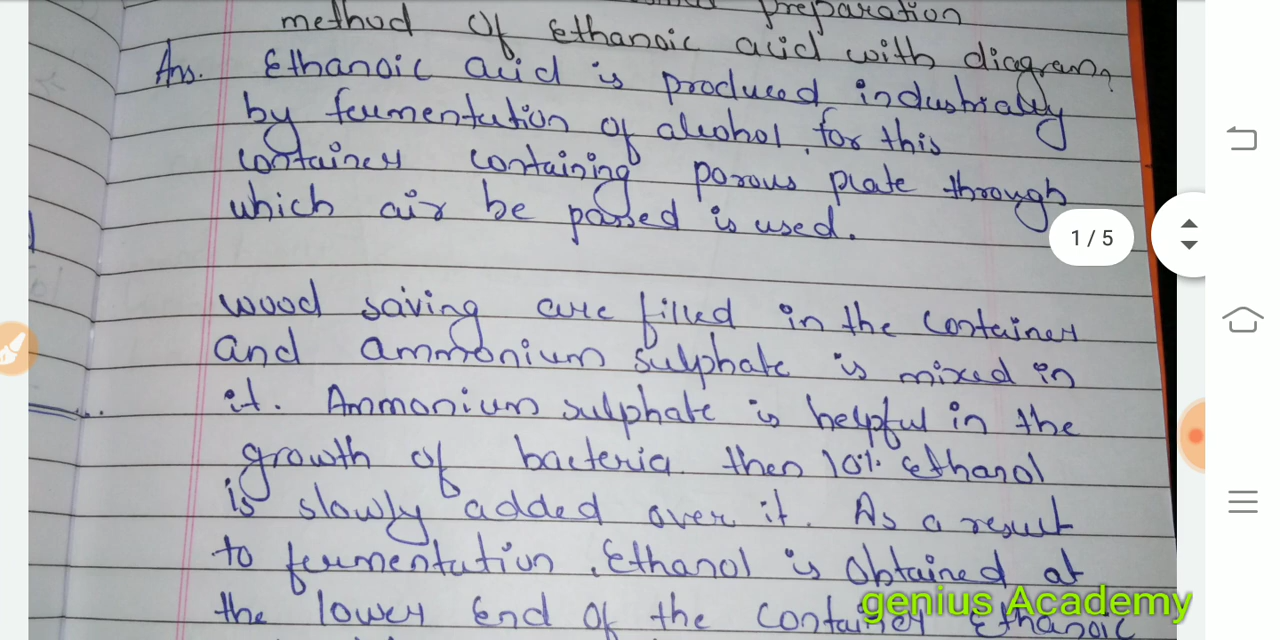 preparation
method of ethanoic acid with diagram?
Ans. Ethanoic acid is produced industrially
by fermentation of alcohol, for this
container containing porous plate through
which air be passed is used.
1 / 5
wood saving are filled in the container
and ammonium sulphate is mixed in
it. Ammonium sulphate is helpful in the
growth of bacteria then 10% ethanol
is slowly added over it. As a result
to fermentation, Ethanol is obtained at
the lower end of the container Ethanoic
genius Academy